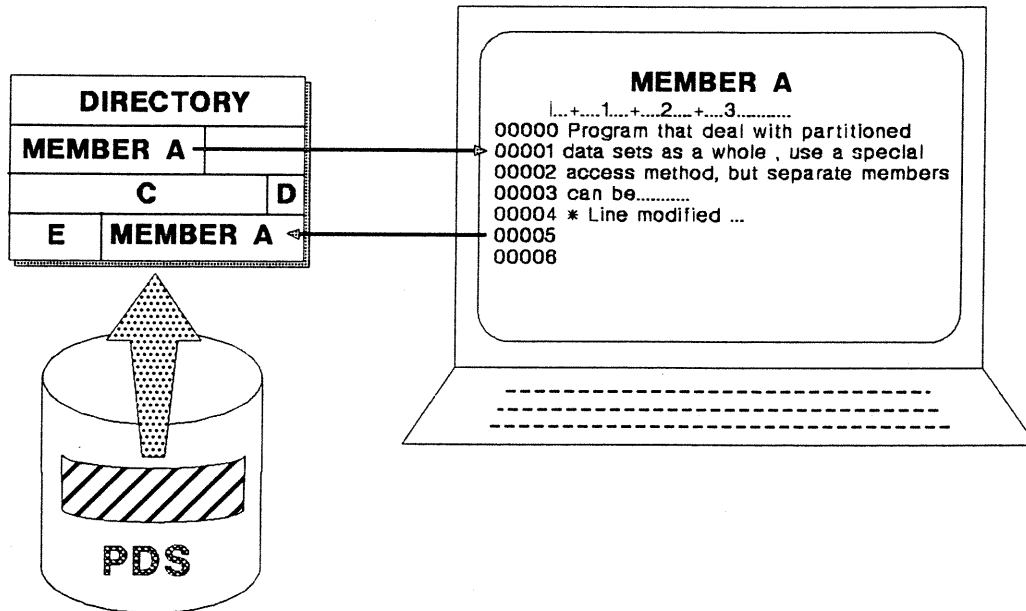 DIRECTORY
MEMBER A
C
D
E
MEMBER A
PDS
MEMBER A
|...+....1....+....2....+....3...........
00000 Program that deal with partitioned
00001 data sets as a whole , use a special
00002 access method, but separate members
00003 can be...........
00004 * Line modified ...
00005
00006